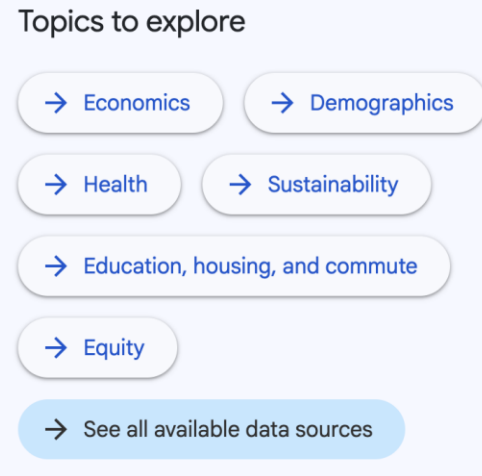 Topics to explore
Economics
Demographics
Health
Sustainability
Education, housing, and commute
Equity
See all available data sources